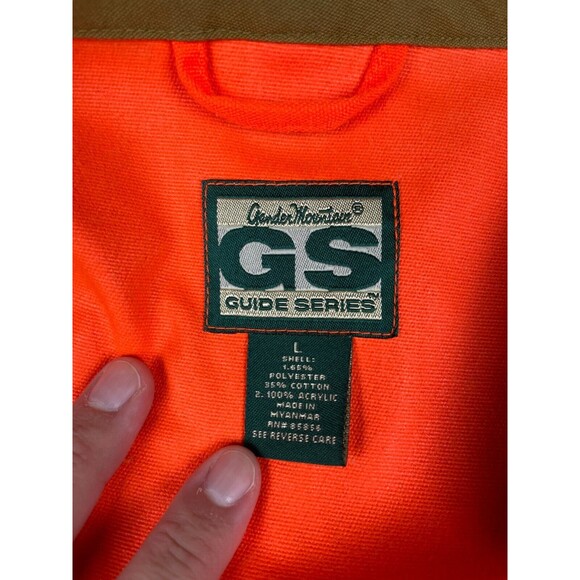 Gander Mountain®
GS
GUIDE SERIES™
L
SHELL:
1.65%
POLYESTER
35% COTTON
2. 100% ACRYLIC
MADE IN
MYANMAR
RN# 85856
SEE REVERSE CARE